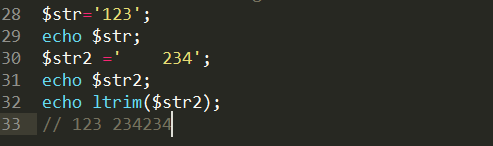 28 $str='123';
29 echo $str;
30 $str2 ='    234';
31 echo $str2;
32 echo ltrim($str2);
33 // 123 234234